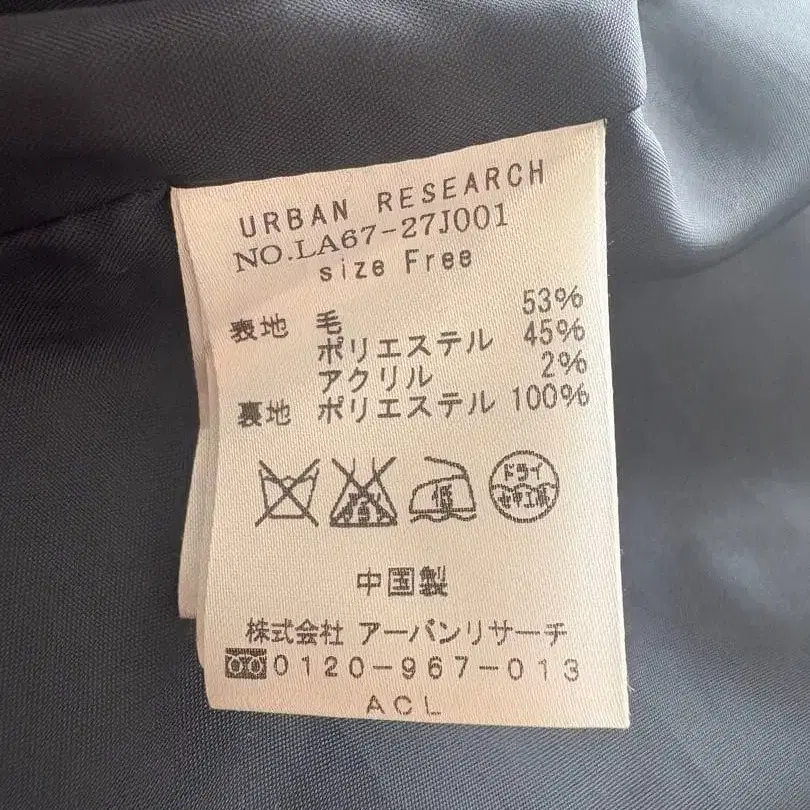 URBAN RESEARCH
NO.LA67-27J001
size Free
表地 毛 53%
ポリエステル 45%
アクリル 2%
裏地 ポリエステル 100%
低 ドライ
中国製
株式会社 アーバンリサーチ
0120-967-013
ACL